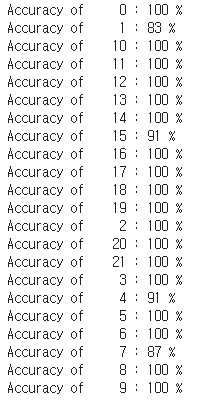 Accuracy of     0 : 100 %
Accuracy of     1 : 83 %
Accuracy of    10 : 100 %
Accuracy of    11 : 100 %
Accuracy of    12 : 100 %
Accuracy of    13 : 100 %
Accuracy of    14 : 100 %
Accuracy of    15 : 91 %
Accuracy of    16 : 100 %
Accuracy of    17 : 100 %
Accuracy of    18 : 100 %
Accuracy of    19 : 100 %
Accuracy of     2 : 100 %
Accuracy of    20 : 100 %
Accuracy of    21 : 100 %
Accuracy of     3 : 100 %
Accuracy of     4 : 91 %
Accuracy of     5 : 100 %
Accuracy of     6 : 100 %
Accuracy of     7 : 87 %
Accuracy of     8 : 100 %
Accuracy of     9 : 100 %